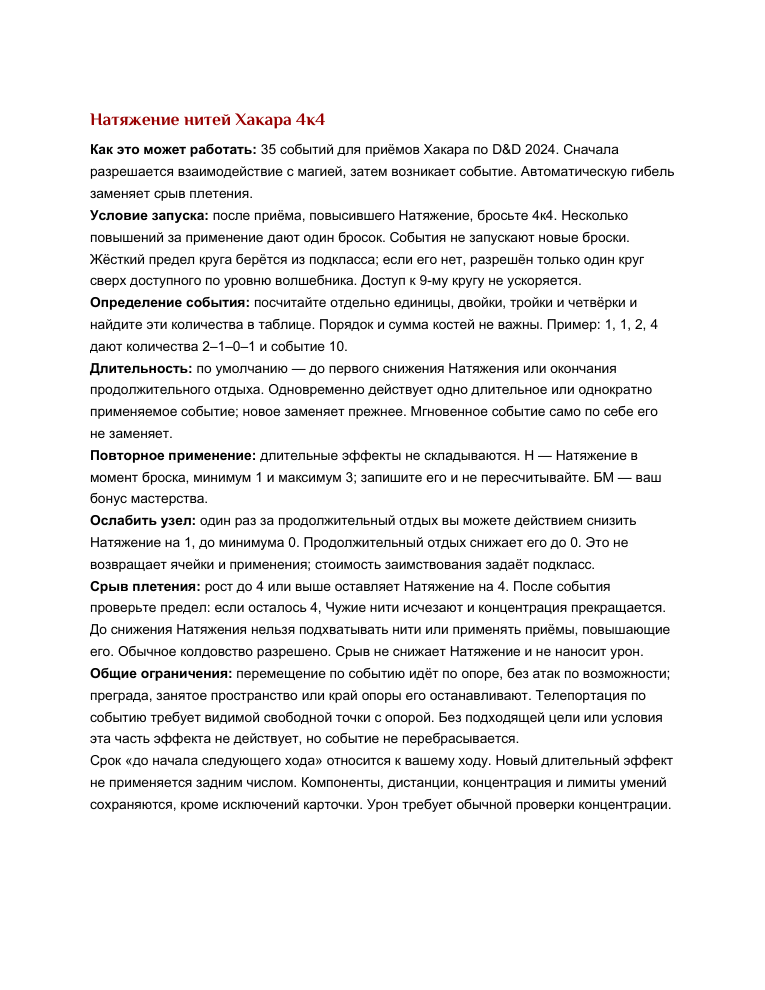 Натяжение нитей Хакара 4к4
Как это может работать: 35 событий для приёмов Хакара по D&D 2024. Сначала
разрешается взаимодействие с магией, затем возникает событие. Автоматическую гибель
заменяет срыв плетения.
Условие запуска: после приёма, повысившего Натяжение, бросьте 4к4. Несколько
повышений за применение дают один бросок. События не запускают новые броски.
Жёсткий предел круга берётся из подкласса; если его нет, разрешён только один круг
сверх доступного по уровню волшебника. Доступ к 9-му кругу не ускоряется.
Определение события: посчитайте отдельно единицы, двойки, тройки и четвёрки и
найдите эти количества в таблице. Порядок и сумма костей не важны. Пример: 1, 1, 2, 4
дают количества 2–1–0–1 и событие 10.
Длительность: по умолчанию — до первого снижения Натяжения или окончания
продолжительного отдыха. Одновременно действует одно длительное или однократно
применяемое событие; новое заменяет прежнее. Мгновенное событие само по себе его
не заменяет.
Повторное применение: длительные эффекты не складываются. Н — Натяжение в
момент броска, минимум 1 и максимум 3; запишите его и не пересчитывайте. БМ — ваш
бонус мастерства.
Ослабить узел: один раз за продолжительный отдых вы можете действием снизить
Натяжение на 1, до минимума 0. Продолжительный отдых снижает его до 0. Это не
возвращает ячейки и применения; стоимость заимствования задаёт подкласс.
Срыв плетения: рост до 4 или выше оставляет Натяжение на 4. После события
проверьте предел: если осталось 4, Чужие нити исчезают и концентрация прекращается.
До снижения Натяжения нельзя подхватывать нити или применять приёмы, повышающие
его. Обычное колдовство разрешено. Срыв не снижает Натяжение и не наносит урон.
Общие ограничения: перемещение по событию идёт по опоре, без атак по возможности;
преграда, занятое пространство или край опоры его останавливают. Телепортация по
событию требует видимой свободной точки с опорой. Без подходящей цели или условия
эта часть эффекта не действует, но событие не перебрасывается.
Срок «до начала следующего хода» относится к вашему ходу. Новый длительный эффект
не применяется задним числом. Компоненты, дистанции, концентрация и лимиты умений
сохраняются, кроме исключений карточки. Урон требует обычной проверки концентрации.